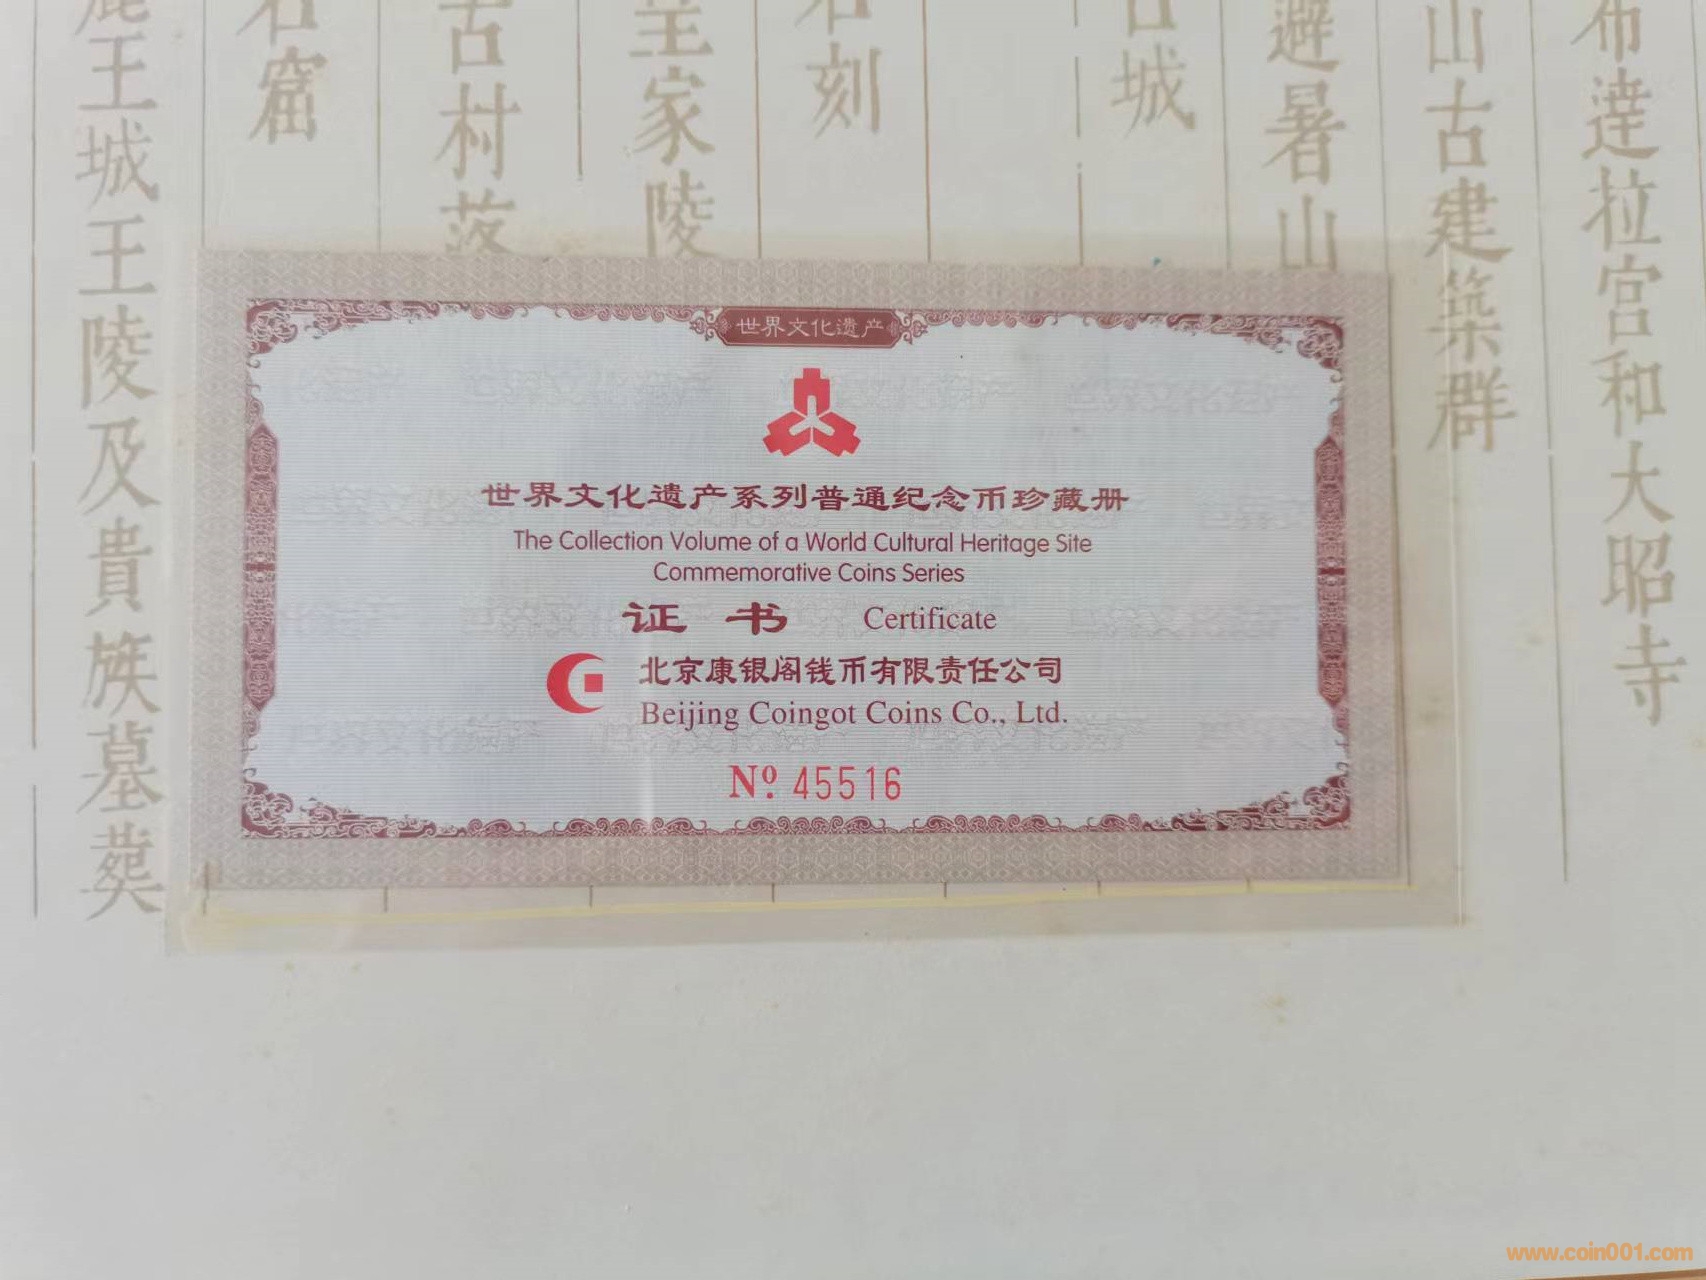 布達拉宫和大昭寺
山古建築群
避暑山
古城
石刻
皇家陵
古村落
石窟
麗王城王陵及貴族墓葬
世界文化遗产
世界文化遗产系列普通纪念币珍藏册
The Collection Volume of a World Cultural Heritage Site
Commemorative Coins Series
证书 Certificate
北京康银阁钱币有限责任公司
Beijing Coingot Coins Co., Ltd.
Nº 45516
www.coin001.com